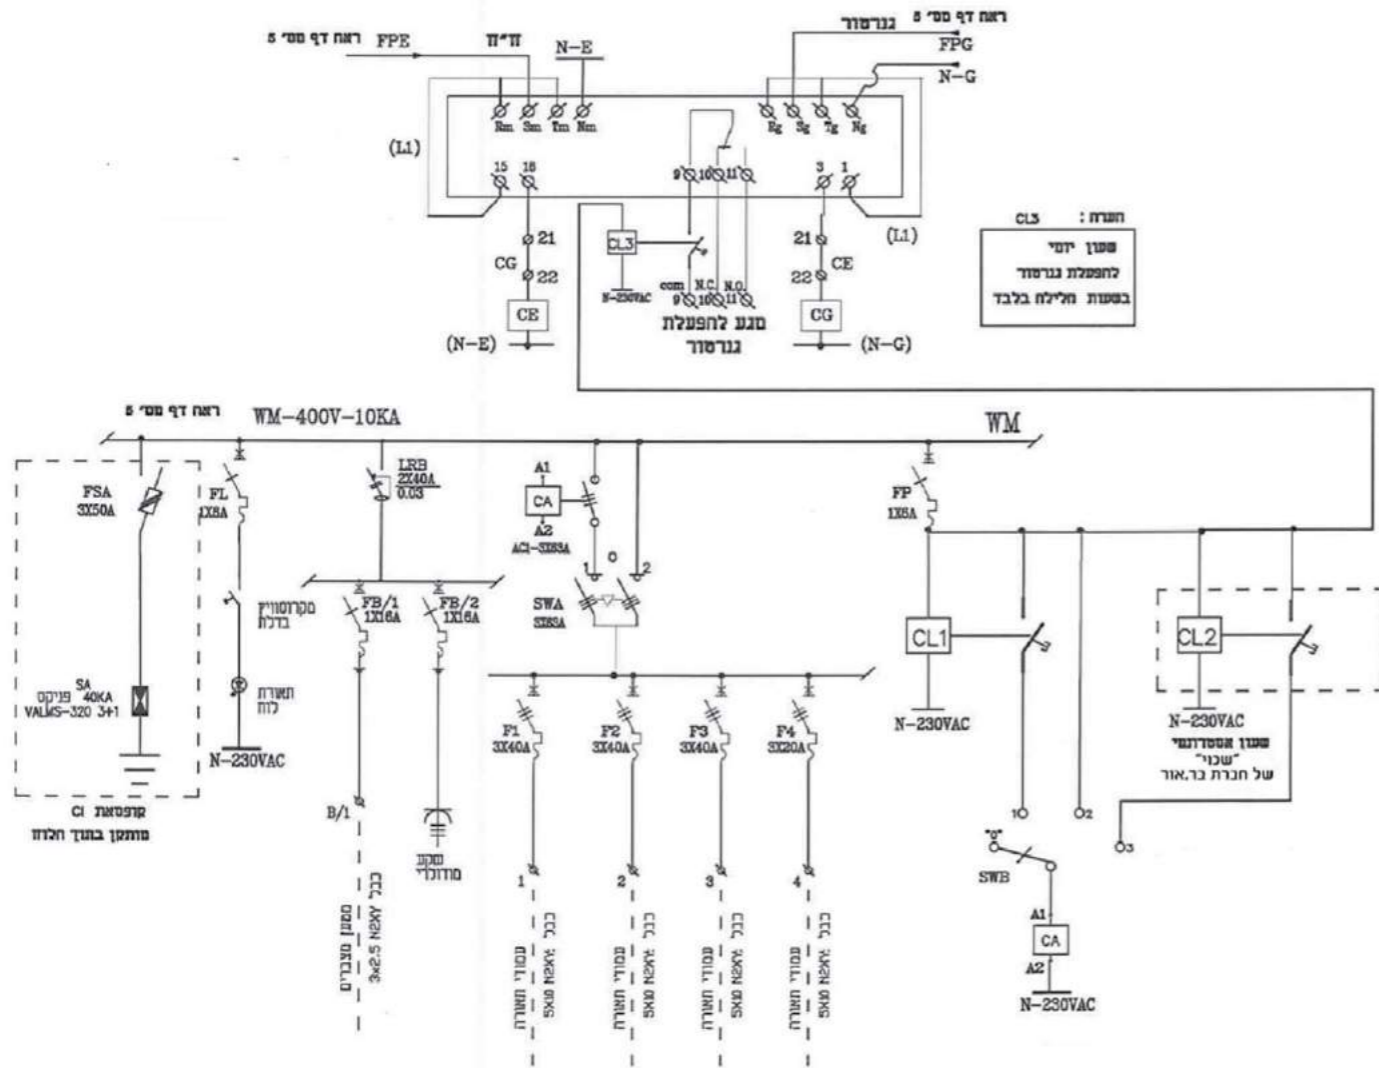 ראה דף מס' 5
FPE
ח"ח
N-E
גנרטור
ראה דף מס' 5
FPG
N-G
Rm Sm Tm Nm
Rg Sg Tg Ng
(L1)
15 16
9 10 11
3 1
(L1)
21
CG
22
CE
(N-E)
CL3
N-230VAC
com N.C. N.O.
9 10 11
מגע להפעלת
גנרטור
21
CE
22
CG
(N-G)
הערה : CL3
שעון יומי
להפעלת גנרטור
בשעות הלילה בלבד
ראה דף מס' 5
WM-400V-10KA
WM
FSA
3X50A
SA
פניקס 40KA
VALMS-320 3+1
קופסאת CI
מותקן בתוך הלוח
FL
1X6A
מקרוסוויץ
בדלת
תאורת
לוח
N-230VAC
LRB
2X40A
0.03
FB/1
1X16A
FB/2
1X16A
B/1
מטען מצברים
כבל 3x2.5 N2XY
שקע
מודולרי
A1
CA
A2
AC1-3X63A
1 0 2
SWA
3X63A
F1
3X40A
F2
3X40A
F3
3X40A
F4
3X20A
1
עמודי תאורה
כבל 5X10 N2XY
2
עמודי תאורה
כבל 5X10 N2XY
3
עמודי תאורה
כבל 5X10 N2XY
4
עמודי תאורה
כבל 5X10 N2XY
FP
1X6A
CL1
N-230VAC
CL2
N-230VAC
שעון אסטרונומי
"שכוי"
של חברת בר.אור
1
2
3
"0"
SWB
A1
CA
A2
N-230VAC